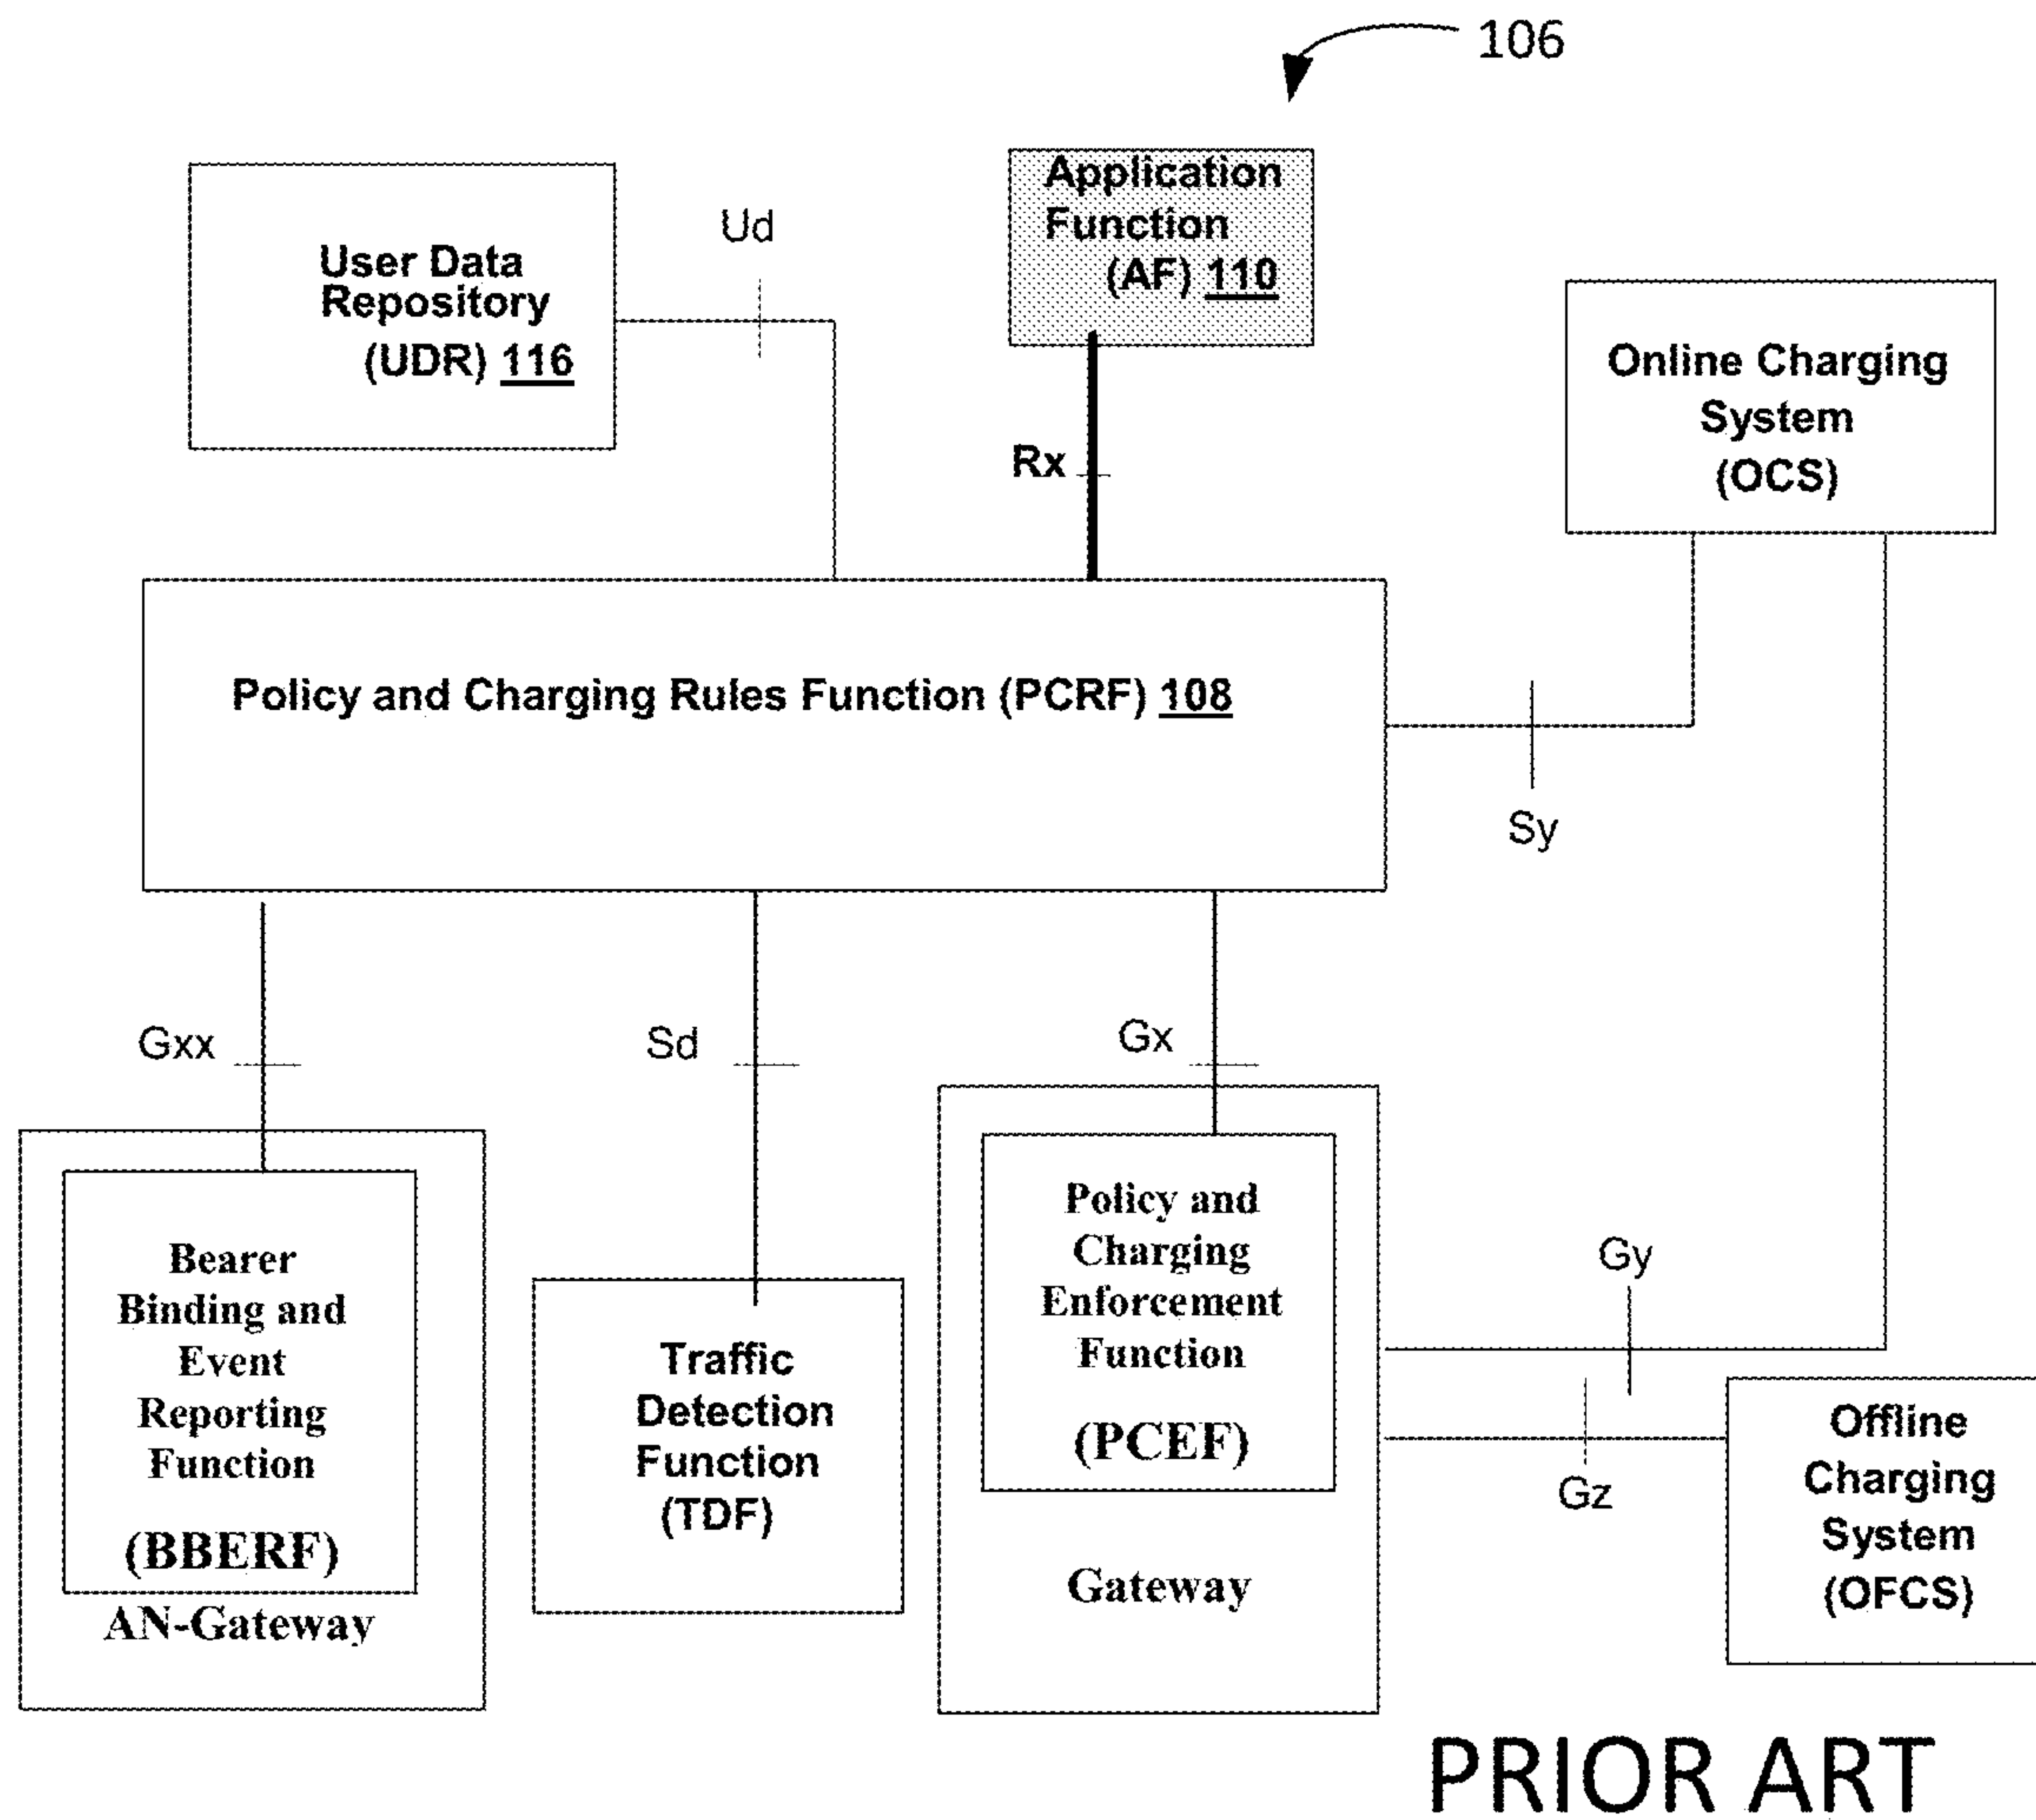 106
Application
Function
(AF) 110
User Data
Repository
(UDR) 116
Ud
Online Charging
System
(OCS)
Rx
Policy and Charging Rules Function (PCRF) 108
Sy
Gxx
Sd
Gx
Bearer
Binding and
Event
Reporting
Function
(BBERF)
AN-Gateway
Traffic
Detection
Function
(TDF)
Policy and
Charging
Enforcement
Function
(PCEF)
Gateway
Gy
Gz
Offline
Charging
System
(OFCS)
PRIOR ART